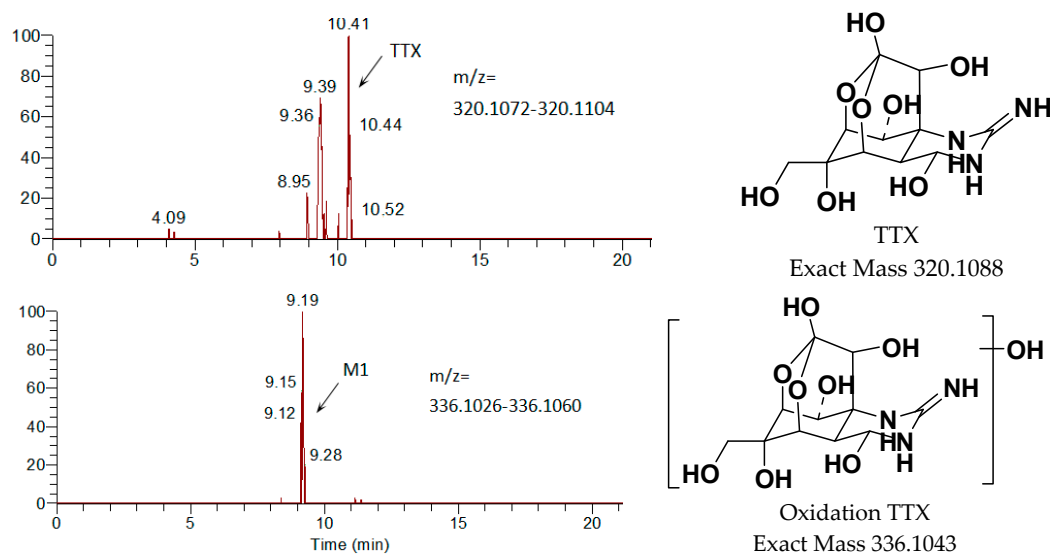 10.41
100
TTX
80
9.39
m/z=
9.36
320.1072-320.1104
60
10.44
40
8.95
20
10.52
4.09
0
0 5 10 15 20
HO
OH
O
O
OH
NH
N
H
N
H
HO
OH
HO
TTX
Exact Mass 320.1088
9.19
100
80
M1
m/z=
9.15
336.1026-336.1060
60
9.12
40
9.28
20
0
0 5 10 15 20
Time (min)
HO
OH
OH
O
O
OH
NH
N
H
N
H
HO
OH
HO
Oxidation TTX
Exact Mass 336.1043